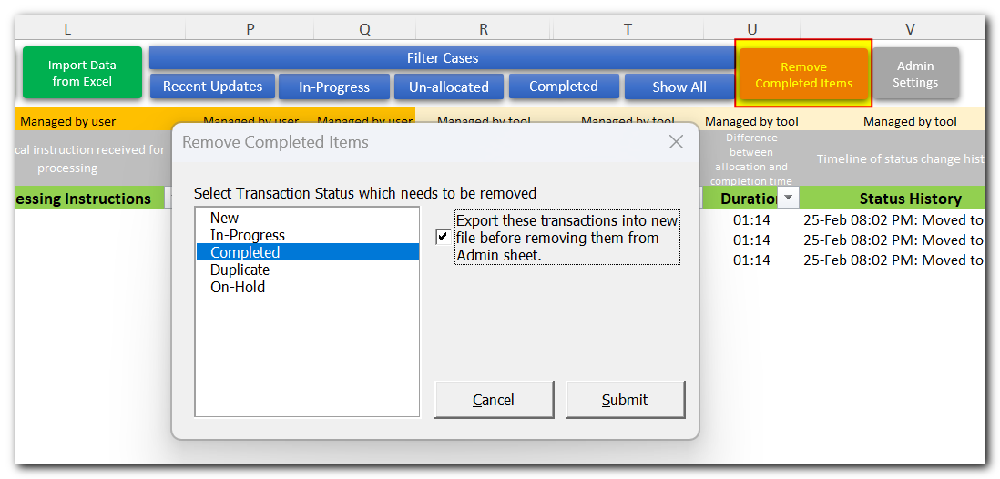 L P Q R T U V
Import Data
from Excel
Filter Cases
Recent Updates In-Progress Un-allocated Completed Show All
Remove
Completed Items
Admin
Settings
Managed by user Managed by user Managed by user Managed by tool Managed by tool Managed by tool Managed by tool
cal instruction received for
processing
Difference
between
allocation and
completion time
Timeline of status change hist
cessing Instructions Duration Status History
Remove Completed Items
Select Transaction Status which needs to be removed
New
In-Progress
Completed
Duplicate
On-Hold
Export these transactions into new
file before removing them from
Admin sheet.
Cancel Submit
01:14 25-Feb 08:02 PM: Moved to
01:14 25-Feb 08:02 PM: Moved to
01:14 25-Feb 08:02 PM: Moved to